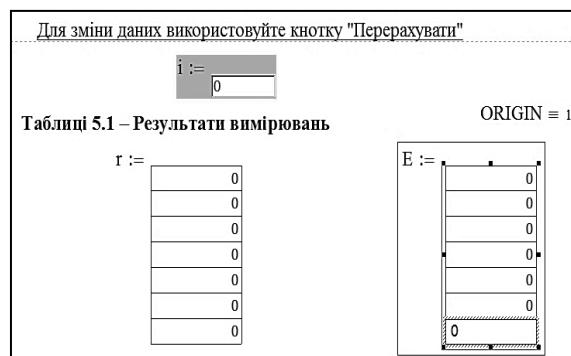 Для зміни даних використовуйте кнотку "Перерахувати"
i :=
0
ORIGIN ≡ 1
Таблиці 5.1 – Результати вимірювань
r :=
0
0
0
0
0
0
0
E :=
0
0
0
0
0
0
0